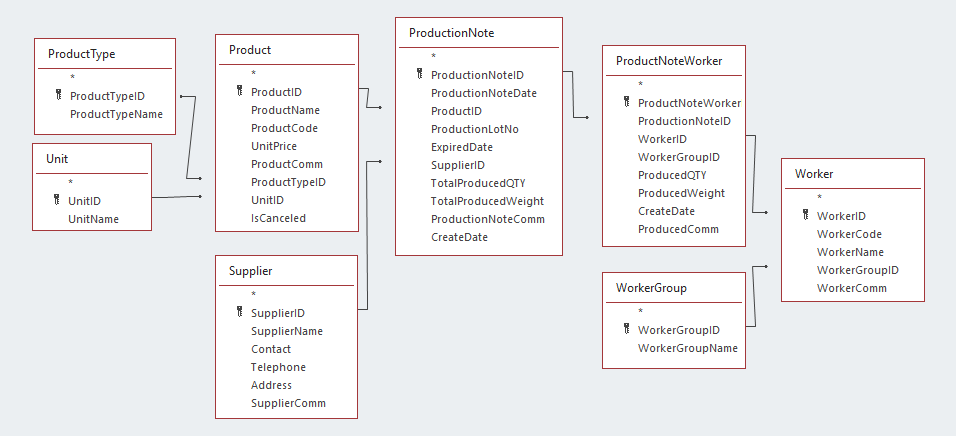 ProductType
*
ProductTypeID
ProductTypeName
Unit
*
UnitID
UnitName
Product
*
ProductID
ProductName
ProductCode
UnitPrice
ProductComm
ProductTypeID
UnitID
IsCanceled
Supplier
*
SupplierID
SupplierName
Contact
Telephone
Address
SupplierComm
ProductionNote
*
ProductionNoteID
ProductionNoteDate
ProductID
ProductionLotNo
ExpiredDate
SupplierID
TotalProducedQTY
TotalProducedWeight
ProductionNoteComm
CreateDate
ProductNoteWorker
*
ProductNoteWorker
ProductionNoteID
WorkerID
WorkerGroupID
ProducedQTY
ProducedWeight
CreateDate
ProducedComm
WorkerGroup
*
WorkerGroupID
WorkerGroupName
Worker
*
WorkerID
WorkerCode
WorkerName
WorkerGroupID
WorkerComm